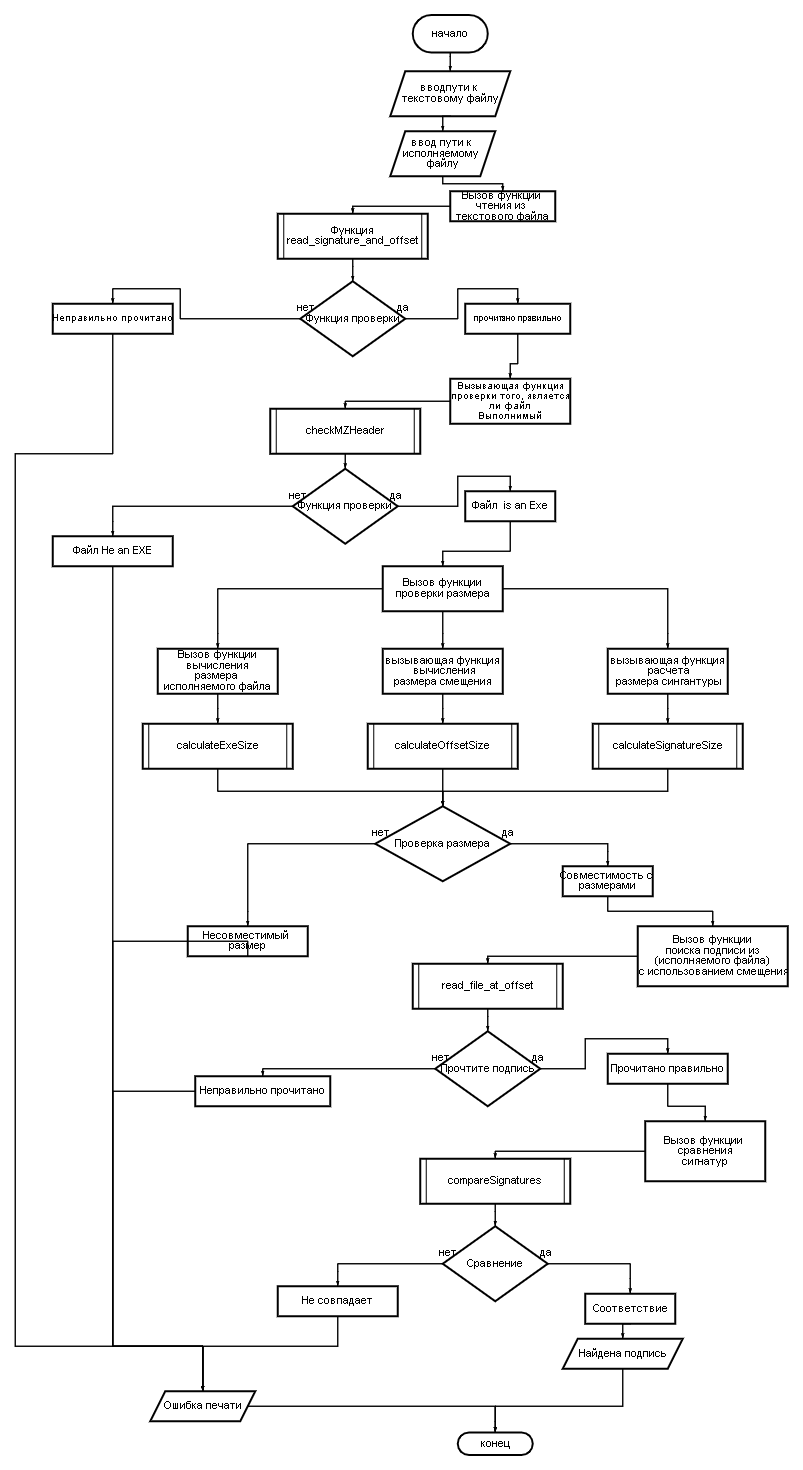 начало
вводпути к
текстовому файлу
ввод пути к
исполняемому
файлу
Вызов функции
чтения из
текстового файла
Функция
read_signature_and_offset
нет
да
Функция проверки
Неправильно прочитано
прочитано правильно
Вызывающая функция
проверки того, является
ли файл
Выполнимый
checkMZHeader
нет
да
Функция проверки
Файл is an Exe
Файл Не an EXE
Вызов функции
проверки размера
Вызов функции
вычисления
размера
исполняемого файла
вызывающая функция
вычисления
размера смещения
вызывающая функция
расчета
размера сингантуры
calculateExeSize
calculateOffsetSize
calculateSignatureSize
нет
да
Проверка размера
Совместимость с
размерами
Несовместимый
размер
Вызов функции
поиска подписи из
(исполняемого файла)
с использованием смещения
read_file_at_offset
нет
да
Прочтите подпись
Прочитано правильно
Неправильно прочитано
Вызов функции
сравнения
сигнатур
compareSignatures
нет
да
Сравнение
Не совпадает
Соответствие
Найдена подпись
Ошибка печати
конец